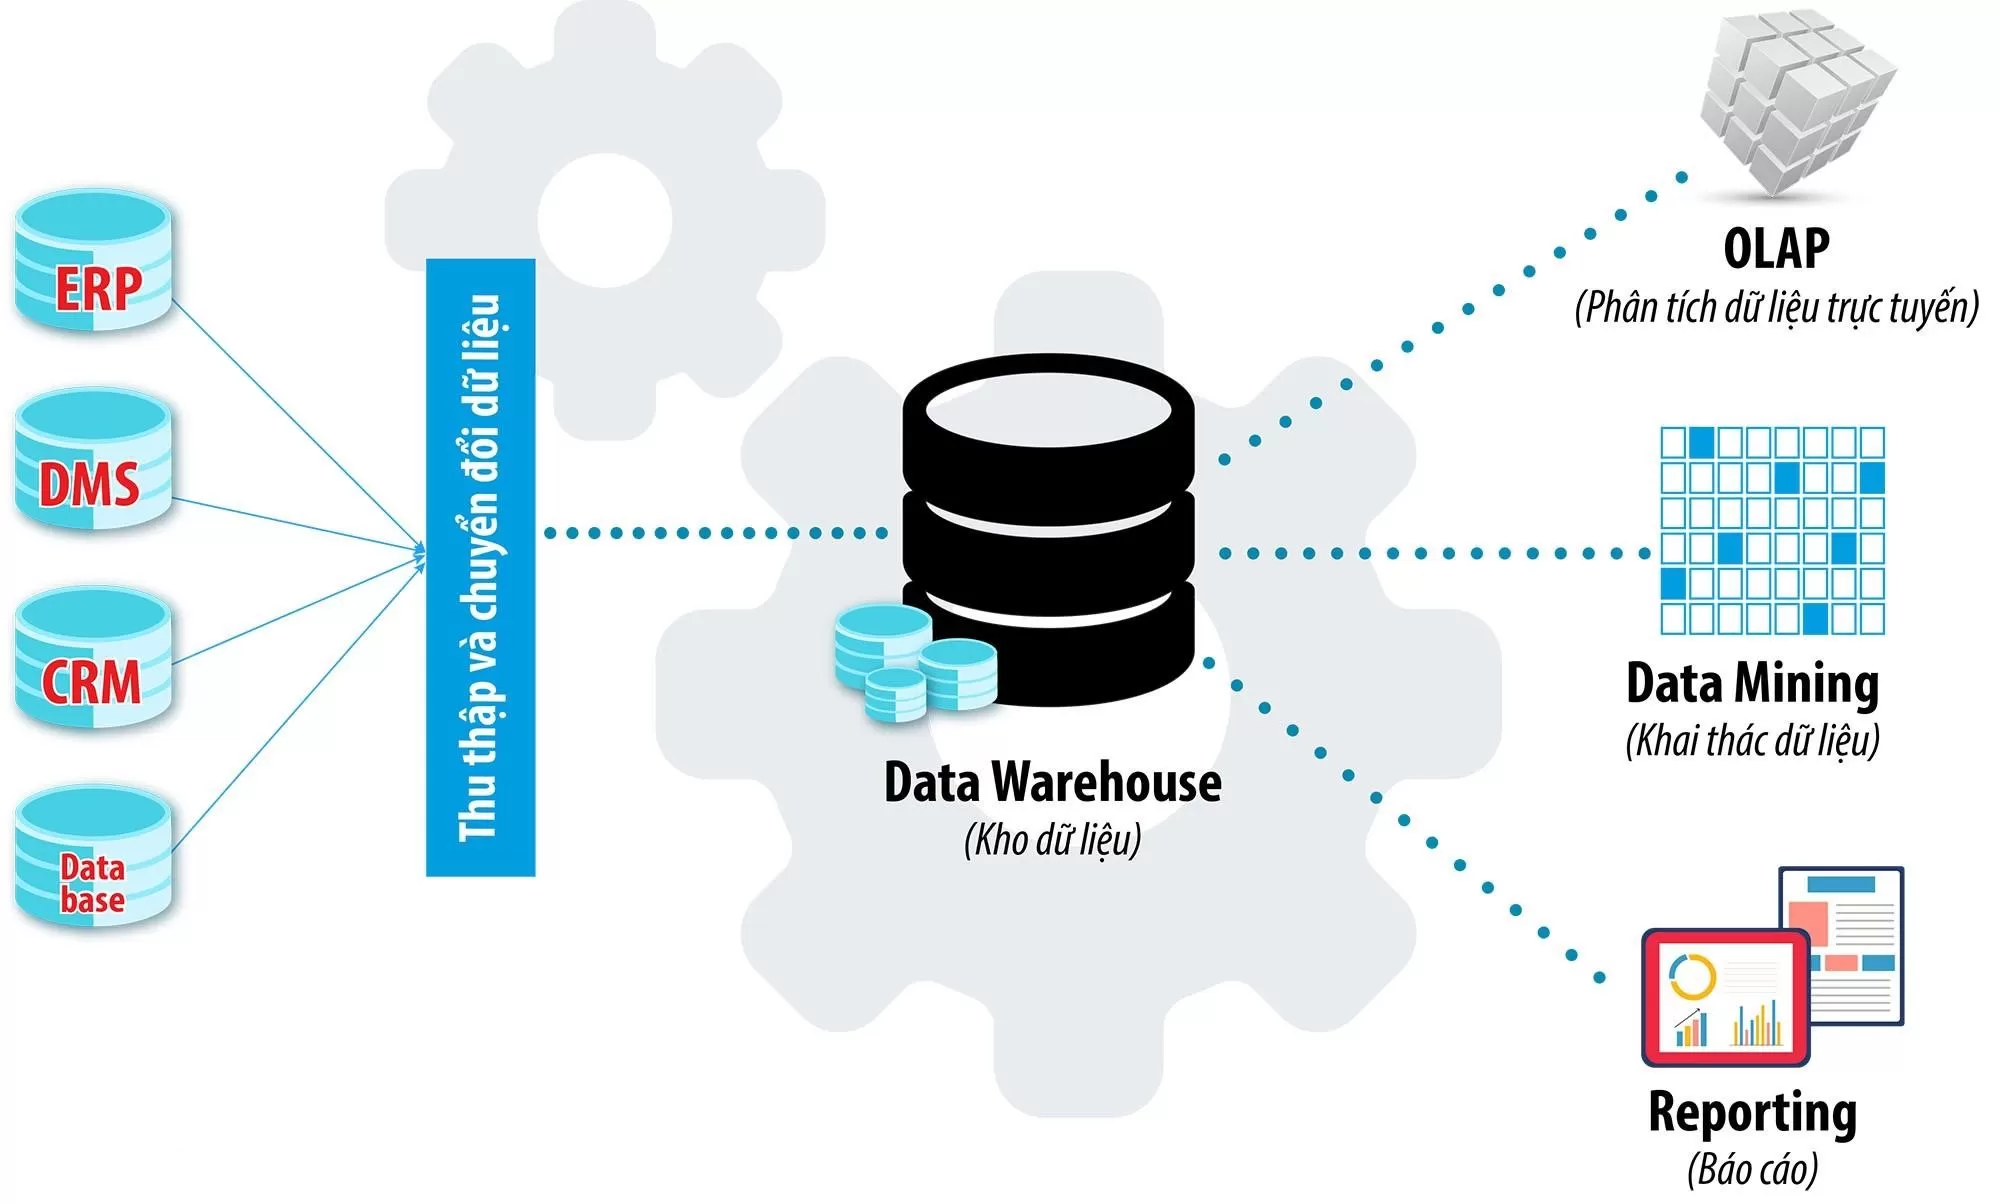 ERP
DMS
CRM
Data
base
Thu thập và chuyển đổi dữ liệu
Data Warehouse
(Kho dữ liệu)
OLAP
(Phân tích dữ liệu trực tuyến)
Data Mining
(Khai thác dữ liệu)
Reporting
(Báo cáo)